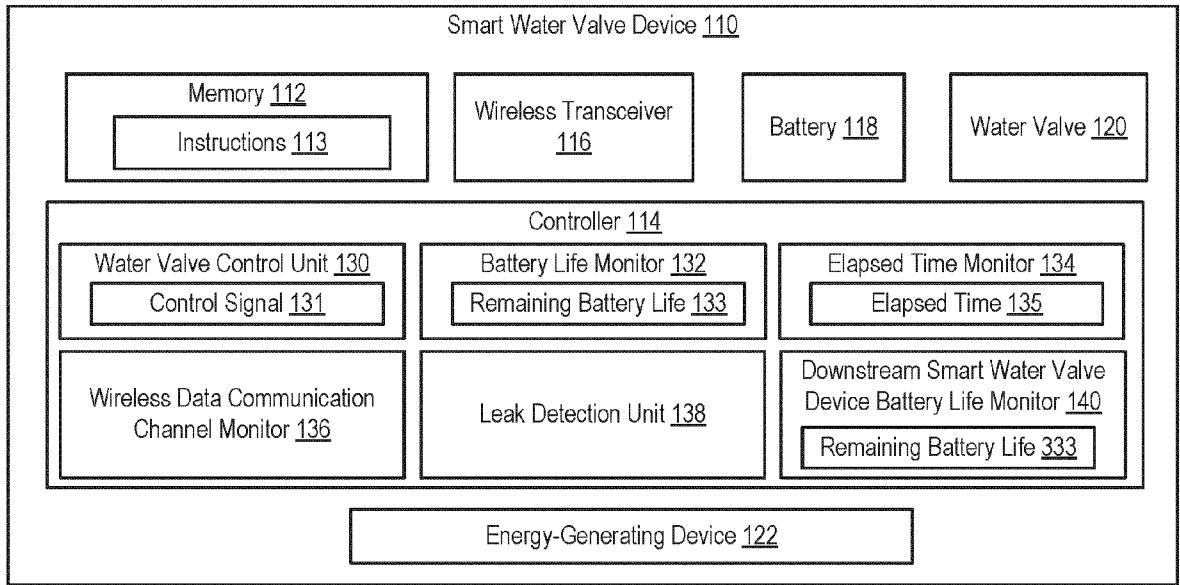 Smart Water Valve Device 110
Memory 112
Instructions 113
Wireless Transceiver
116
Battery 118
Water Valve 120
Controller 114
Water Valve Control Unit 130
Control Signal 131
Battery Life Monitor 132
Remaining Battery Life 133
Elapsed Time Monitor 134
Elapsed Time 135
Wireless Data Communication
Channel Monitor 136
Leak Detection Unit 138
Downstream Smart Water Valve
Device Battery Life Monitor 140
Remaining Battery Life 333
Energy-Generating Device 122